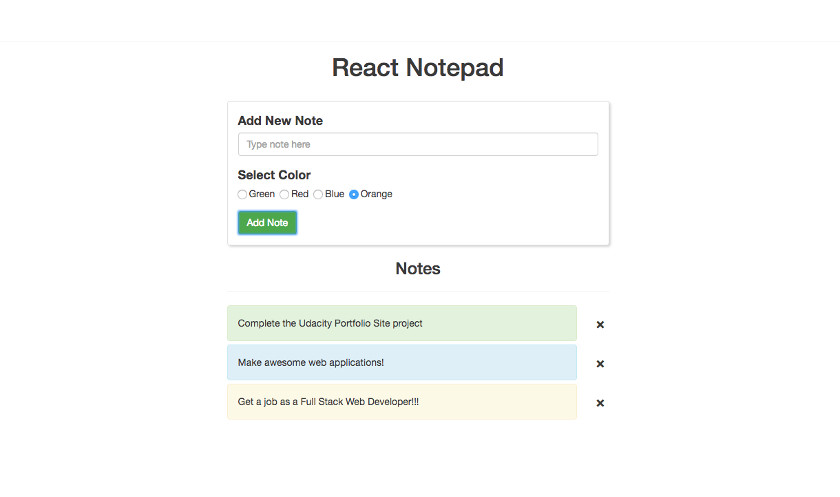 React Notepad
Add New Note
Type note here
Select Color
Green Red Blue Orange
Add Note
Notes
Complete the Udacity Portfolio Site project
Make awesome web applications!
Get a job as a Full Stack Web Developer!!!